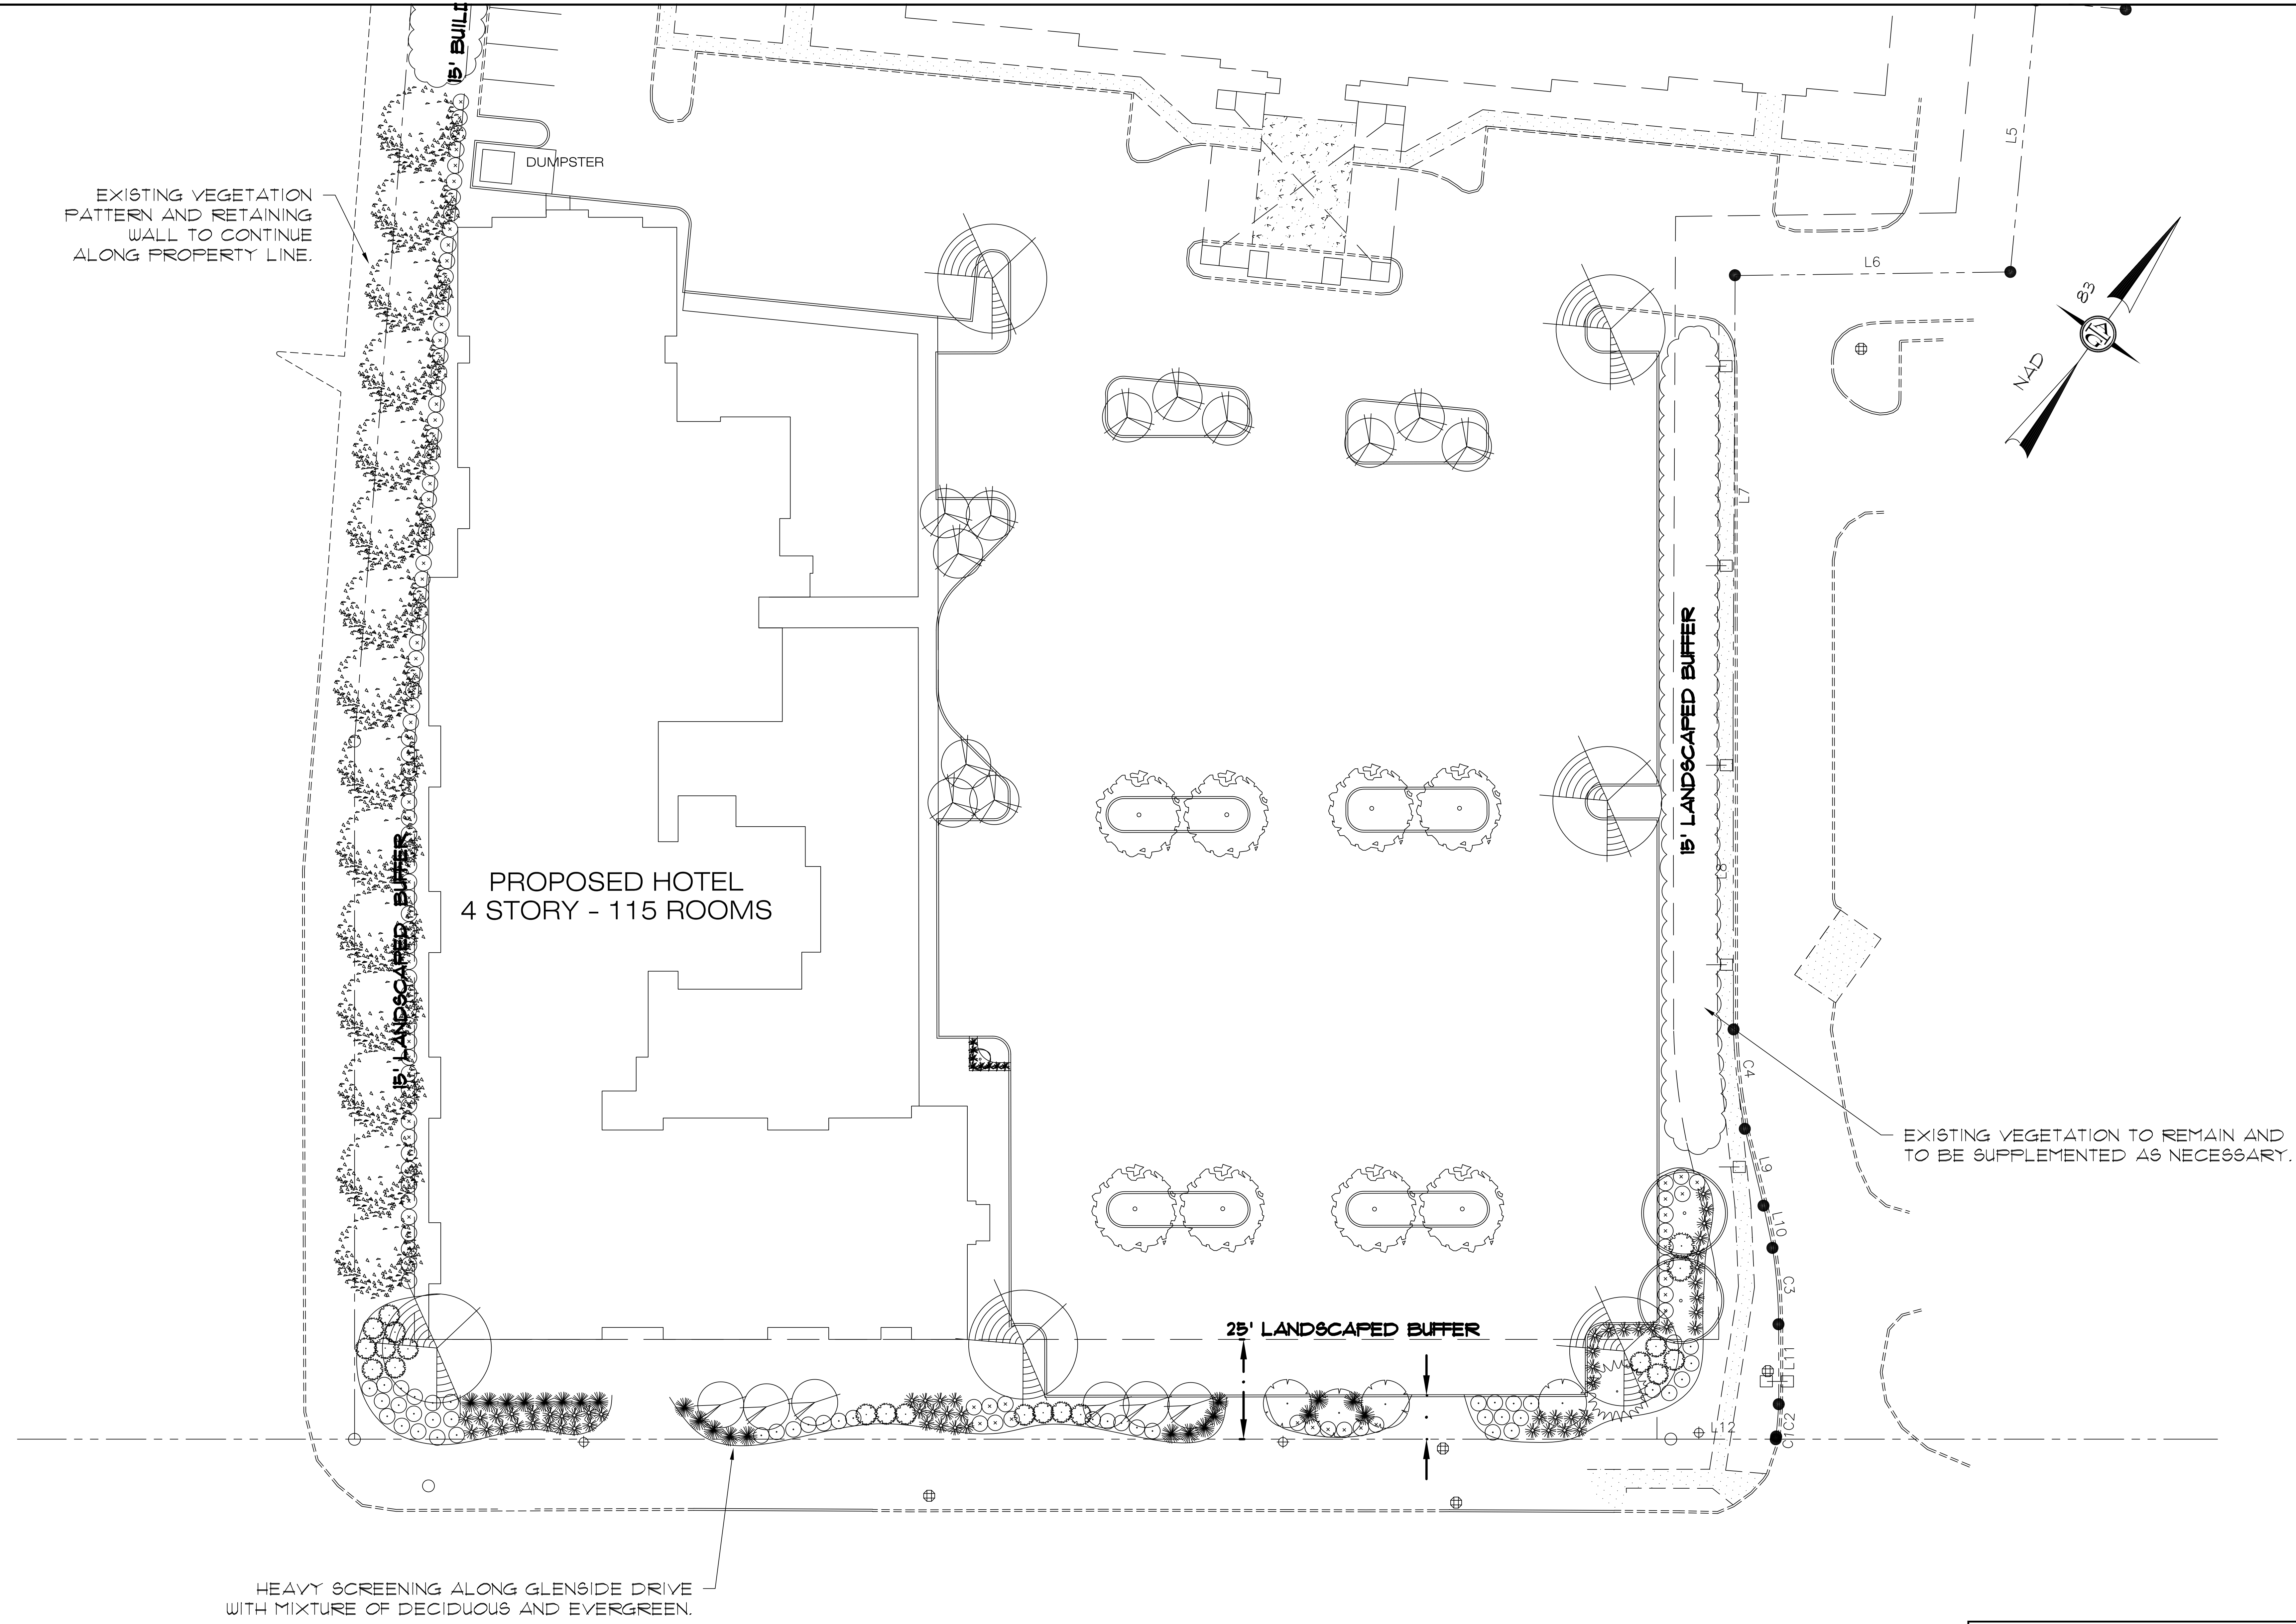 15' BUILD
DUMPSTER
EXISTING VEGETATION
PATTERN AND RETAINING
WALL TO CONTINUE
ALONG PROPERTY LINE.
L5
L6
83
NAD
L7
15' LANDSCAPED BUFFER
L8
PROPOSED HOTEL
4 STORY - 115 ROOMS
15' LANDSCAPED BUFFER
C4
EXISTING VEGETATION TO REMAIN AND
TO BE SUPPLEMENTED AS NECESSARY.
L9
L10
C3
25' LANDSCAPED BUFFER
L11
L12
HEAVY SCREENING ALONG GLENSIDE DRIVE
WITH MIXTURE OF DECIDUOUS AND EVERGREEN.